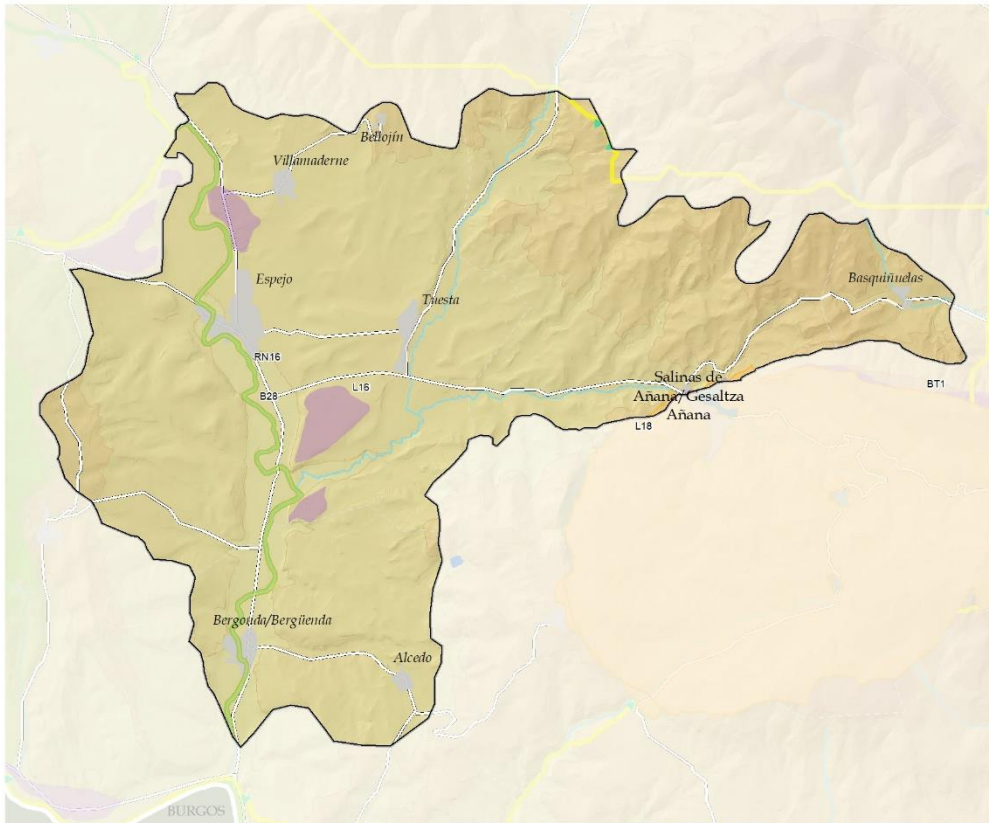 Bellojín
Villamaderne
Espejo
Tuesta
Basquiñuelas
RN16
Salinas de
Añana/Gesaltza
Añana
BT1
L16
B28
L18
Bergonda/Bergüenda
Alcedo
BURGOS